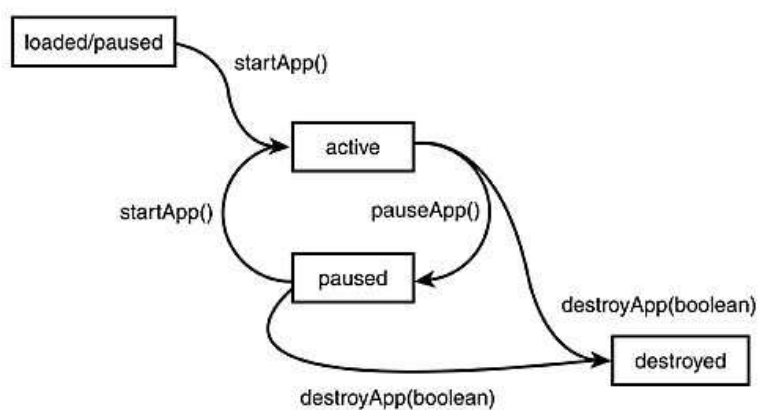 loaded/paused
startApp()
active
startApp()
pauseApp()
paused
destroyApp(boolean)
destroyed
destroyApp(boolean)